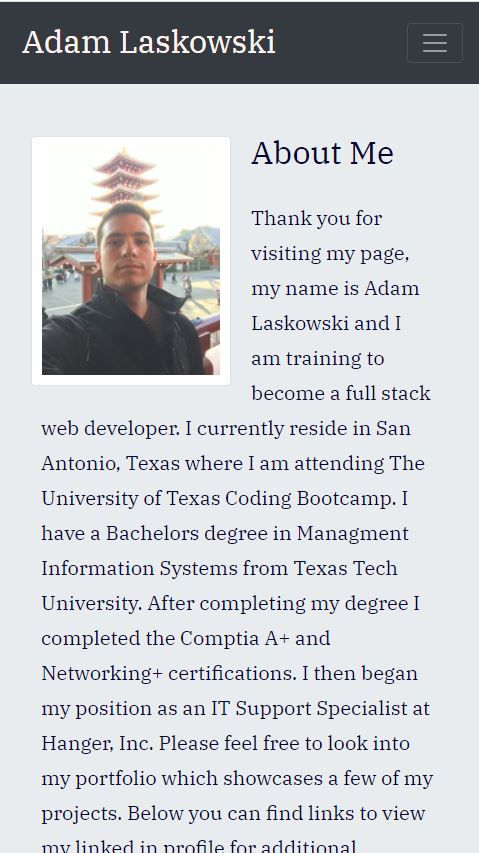 Adam Laskowski
About Me
Thank you for
visiting my page,
my name is Adam
Laskowski and I
am training to
become a full stack
web developer. I currently reside in San
Antonio, Texas where I am attending The
University of Texas Coding Bootcamp. I
have a Bachelors degree in Managment
Information Systems from Texas Tech
University. After completing my degree I
completed the Comptia A+ and
Networking+ certifications. I then began
my position as an IT Support Specialist at
Hanger, Inc. Please feel free to look into
my portfolio which showcases a few of my
projects. Below you can find links to view
my linked in profile for additional